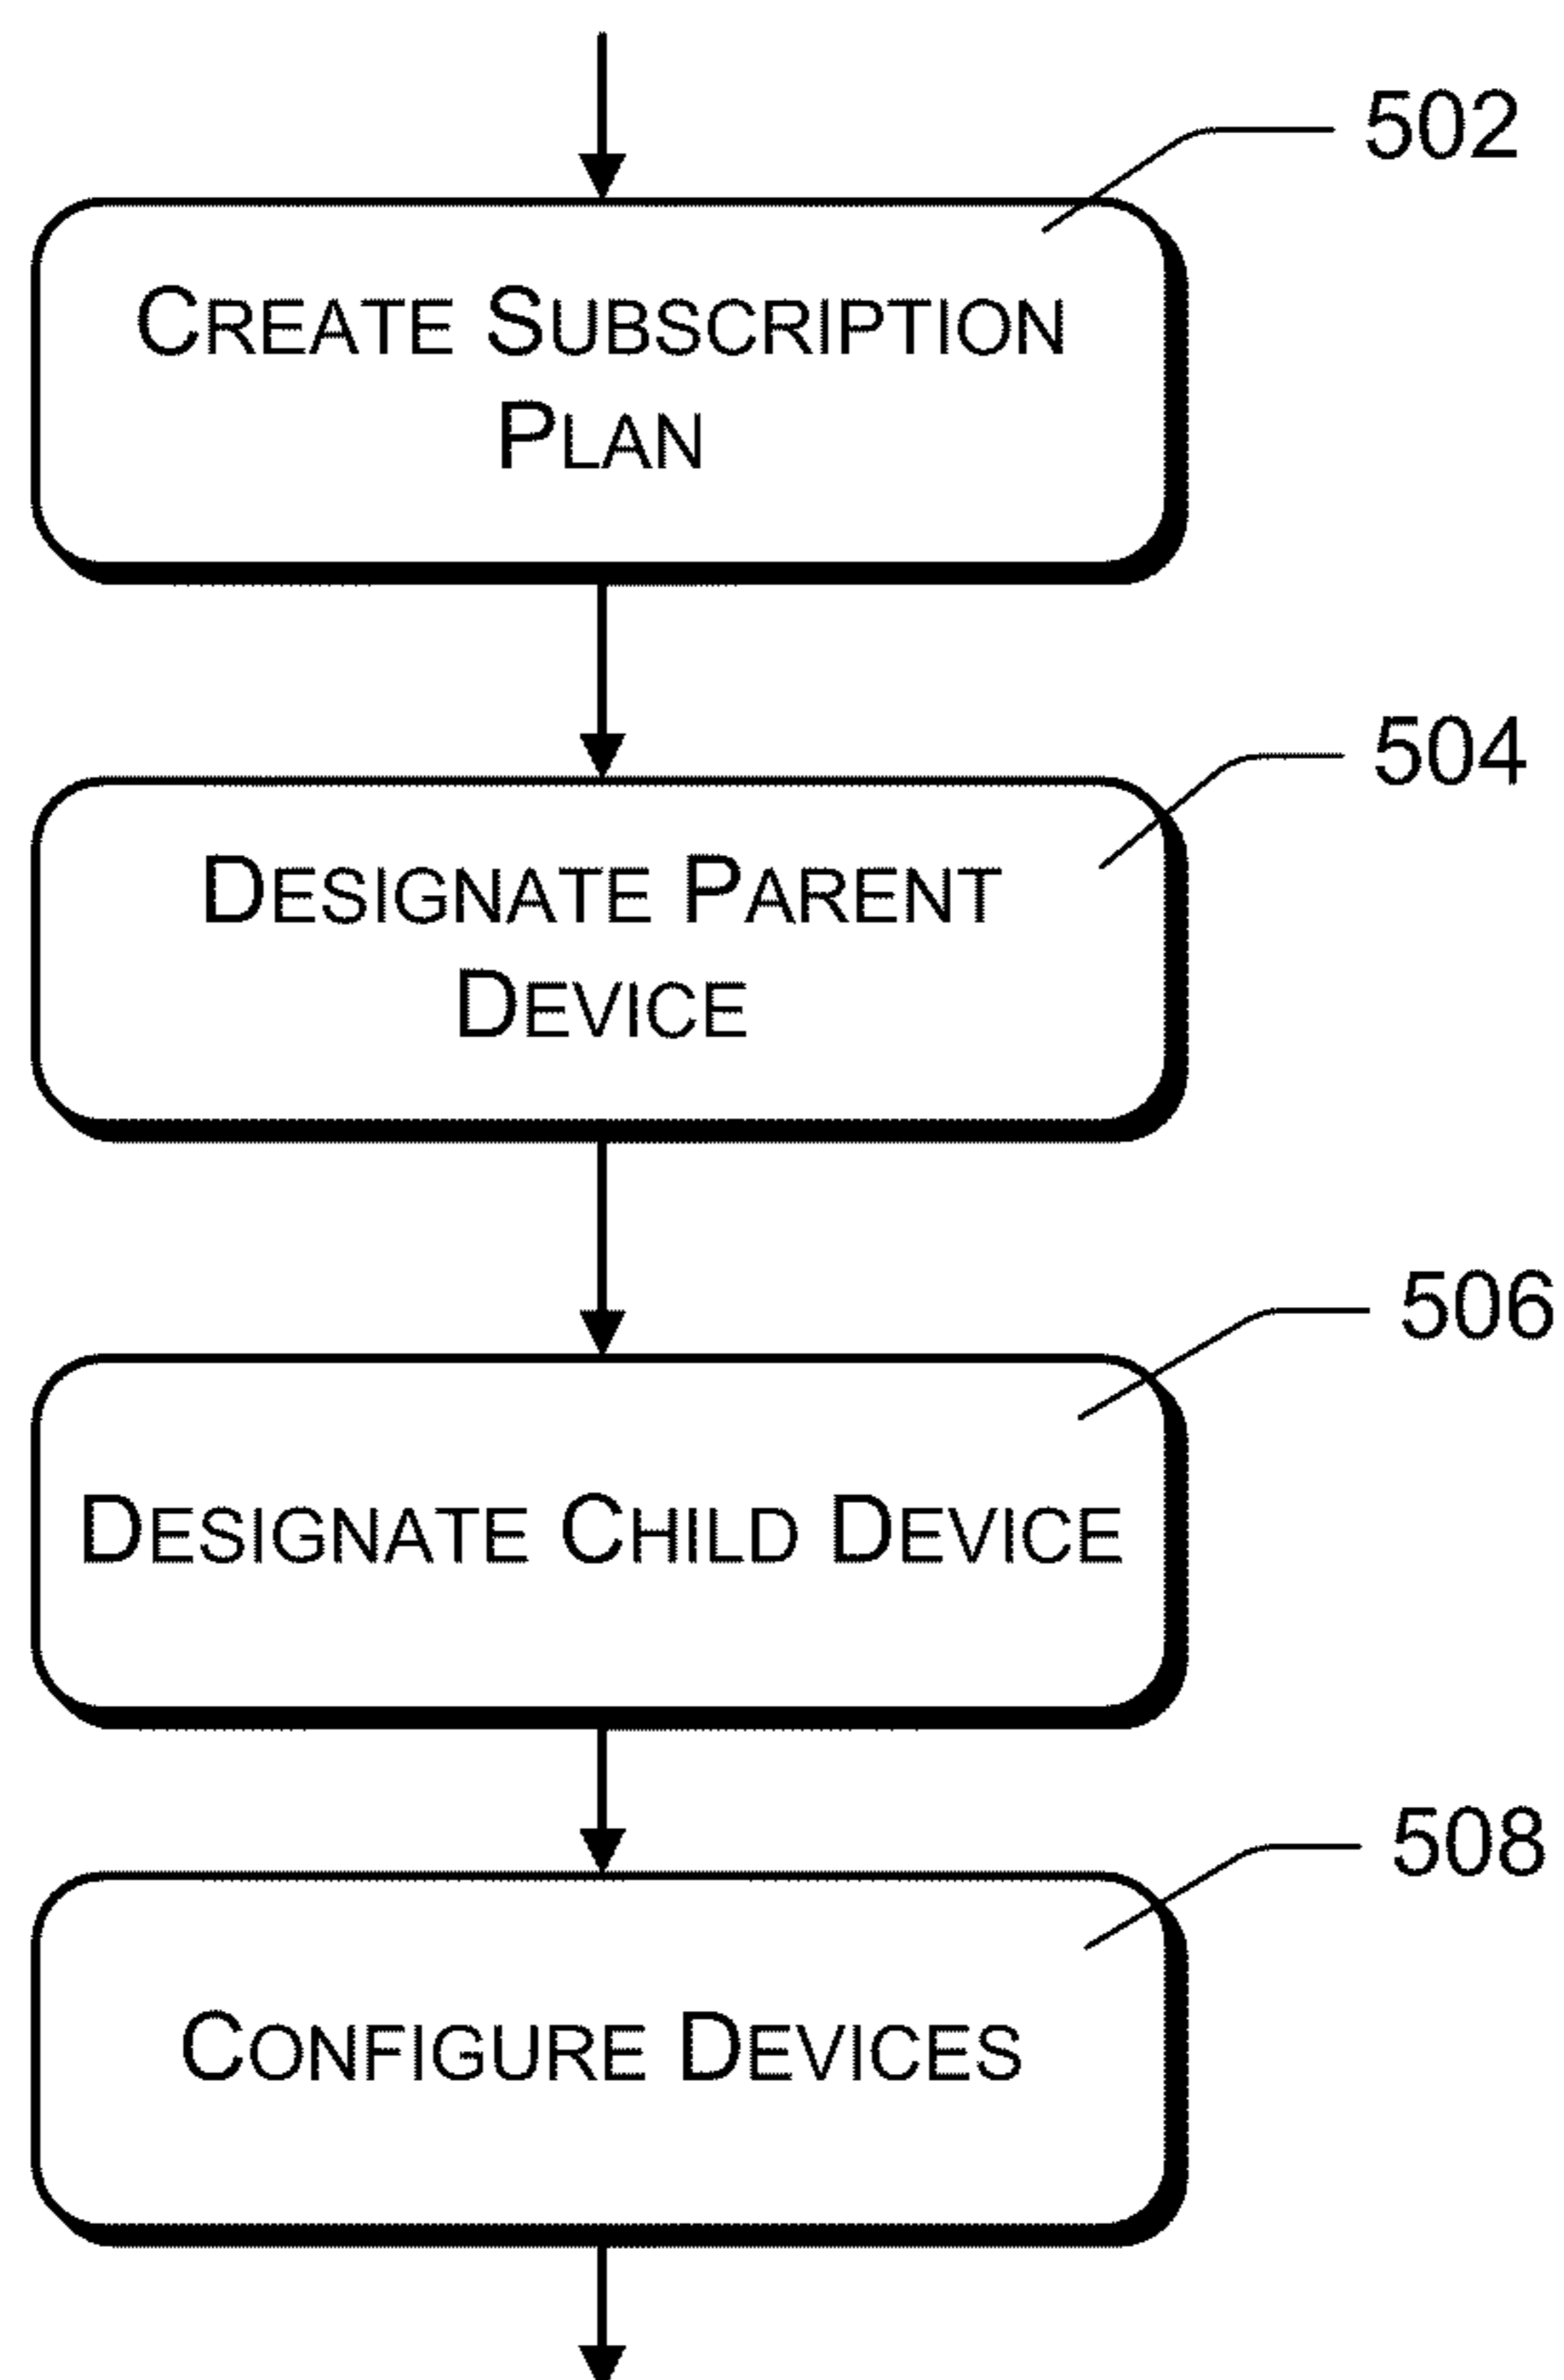 502
CREATE SUBSCRIPTION
PLAN
504
DESIGNATE PARENT
DEVICE
506
DESIGNATE CHILD DEVICE
508
CONFIGURE DEVICES